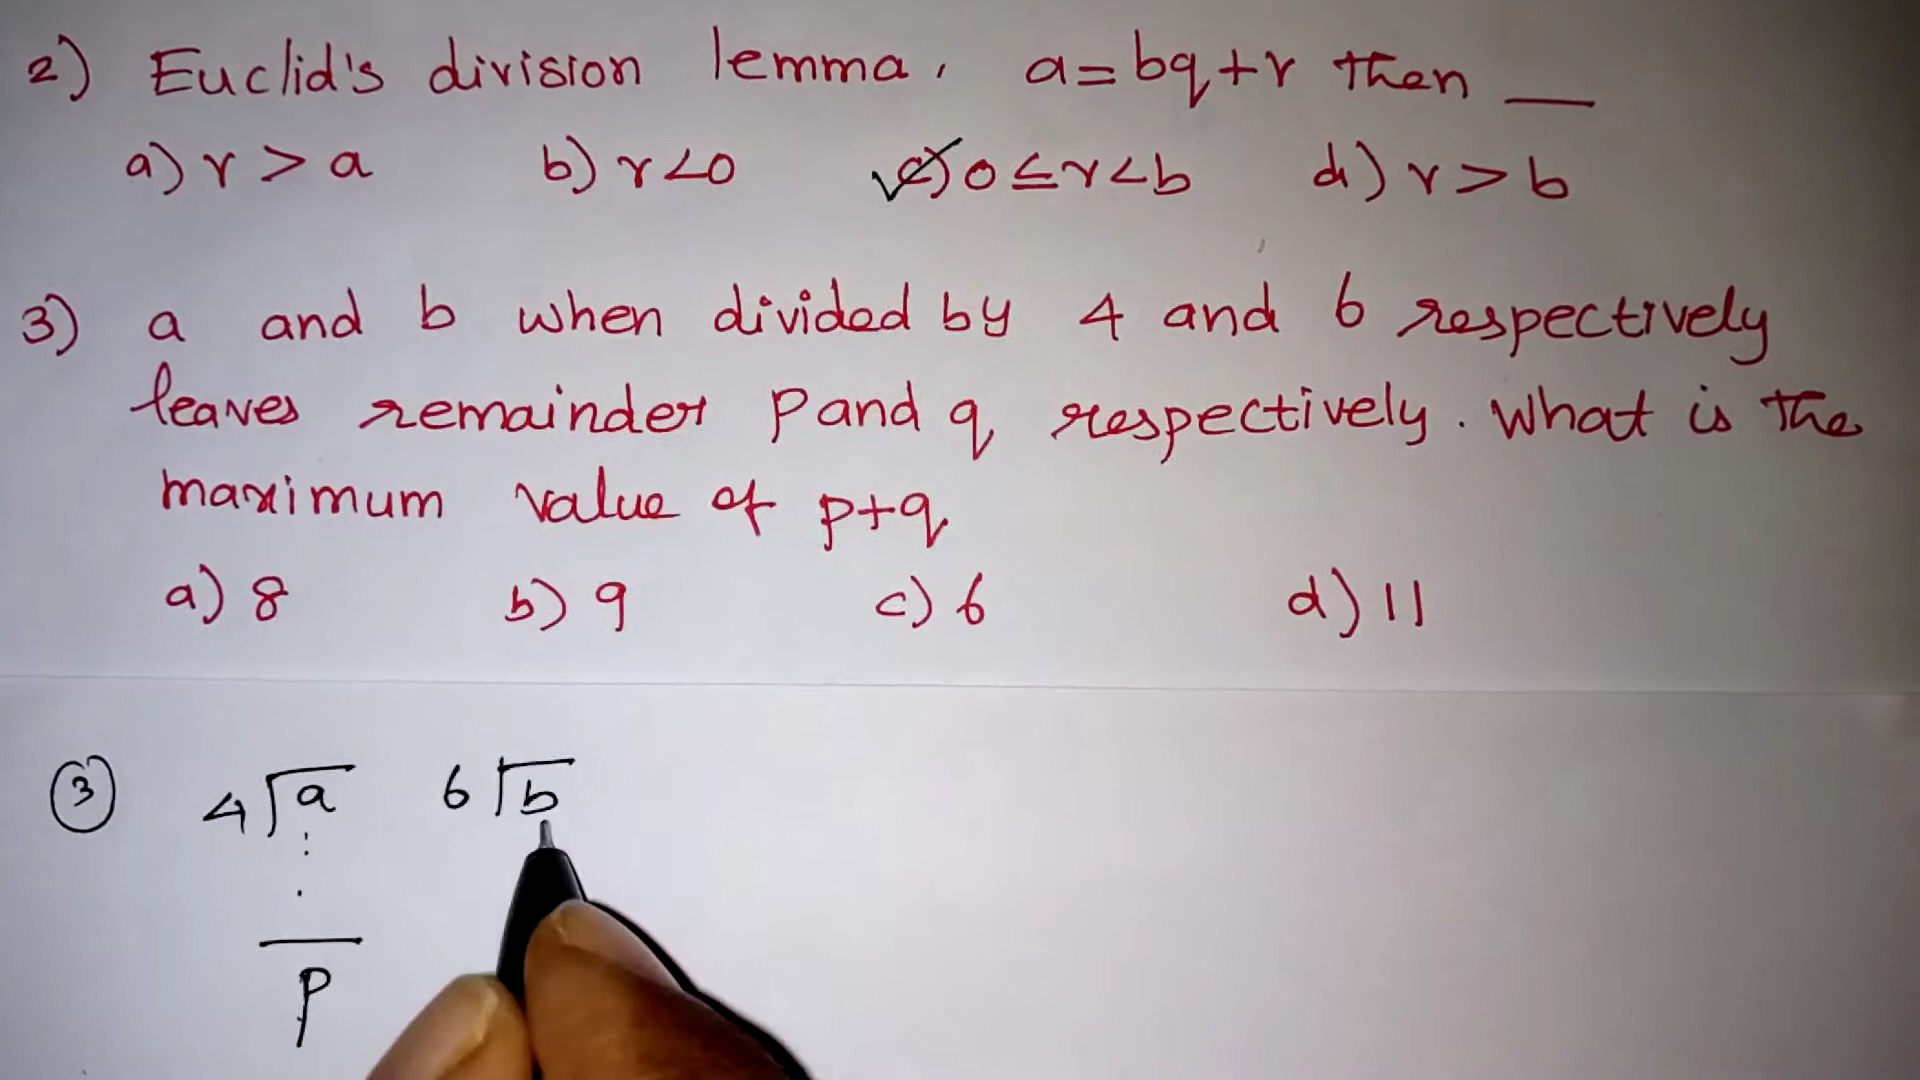 2) Euclid's division lemma, a=bq+r then __
a) r > a b) r<0 c) 0≤r<b d) r > b
3) a and b when divided by 4 and 6 respectively
leaves remainder p and q respectively. What is the
maximum value of p+q
a) 8 b) 9 c) 6 d) 11
3 4 a 6 b
p